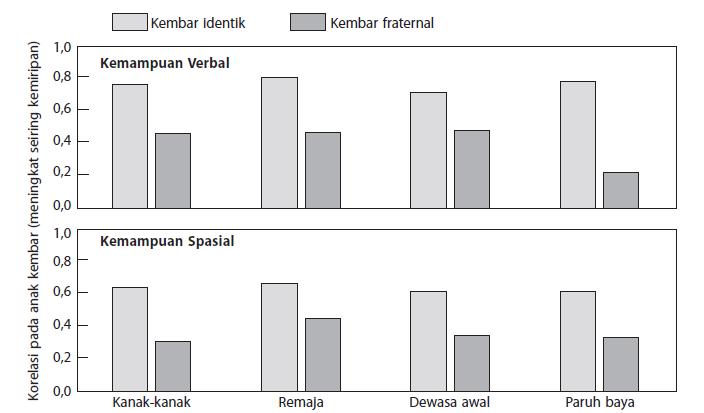 Kembar identik
Kembar fraternal
Korelasi pada anak kembar (meningkat seiring kemiripan)
Kemampuan Verbal
1,0
0,8
0,6
0,4
0,2
0,0
Kemampuan Spasial
1,0
0,8
0,6
0,4
0,2
0,0
Kanak-kanak
Remaja
Dewasa awal
Paruh baya